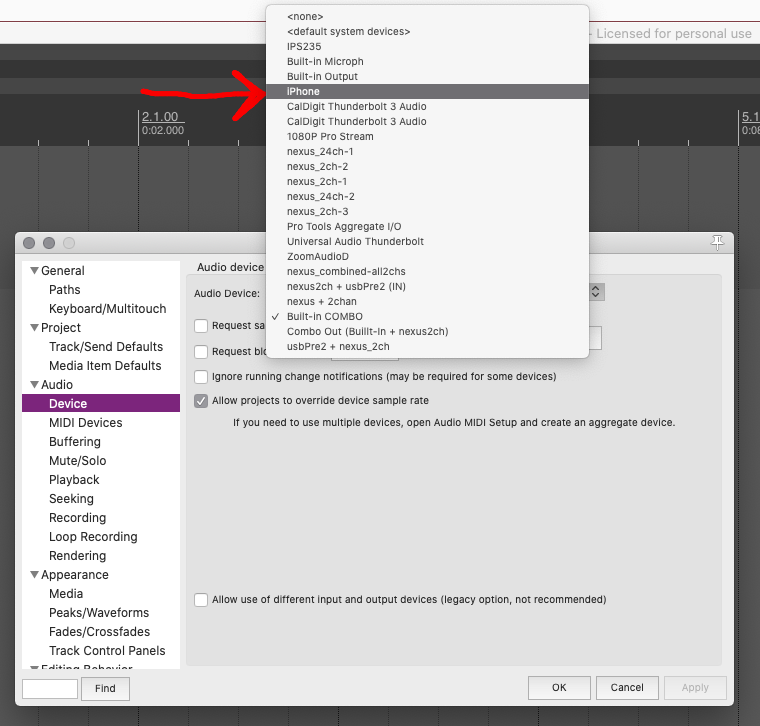 <none>
<default system devices>
- Licensed for personal use
IPS235
Built-in Microph
Built-in Output
iPhone
CalDigit Thunderbolt 3 Audio
CalDigit Thunderbolt 3 Audio
1080P Pro Stream
nexus_24ch-1
nexus_2ch-2
nexus_2ch-1
nexus_24ch-2
nexus_2ch-3
Pro Tools Aggregate I/O
Universal Audio Thunderbolt
ZoomAudioD
nexus_combined-all2chs
nexus2ch + usbPre2 (IN)
nexus + 2chan
✓ Built-in COMBO
Combo Out (Buillt-In + nexus2ch)
usbPre2 + nexus_2ch
2.1.00
0:02.000
5.1
0:08
General
Paths
Keyboard/Multitouch
Project
Track/Send Defaults
Media Item Defaults
Audio
Device
MIDI Devices
Buffering
Mute/Solo
Playback
Seeking
Recording
Loop Recording
Rendering
Appearance
Media
Peaks/Waveforms
Fades/Crossfades
Track Control Panels
Editing Behavior
Audio device
Audio Device:
Request sa
Request blo
Ignore running change notifications (may be required for some devices)
Allow projects to override device sample rate
If you need to use multiple devices, open Audio MIDI Setup and create an aggregate device.
Allow use of different input and output devices (legacy option, not recommended)
Find
OK
Cancel
Apply